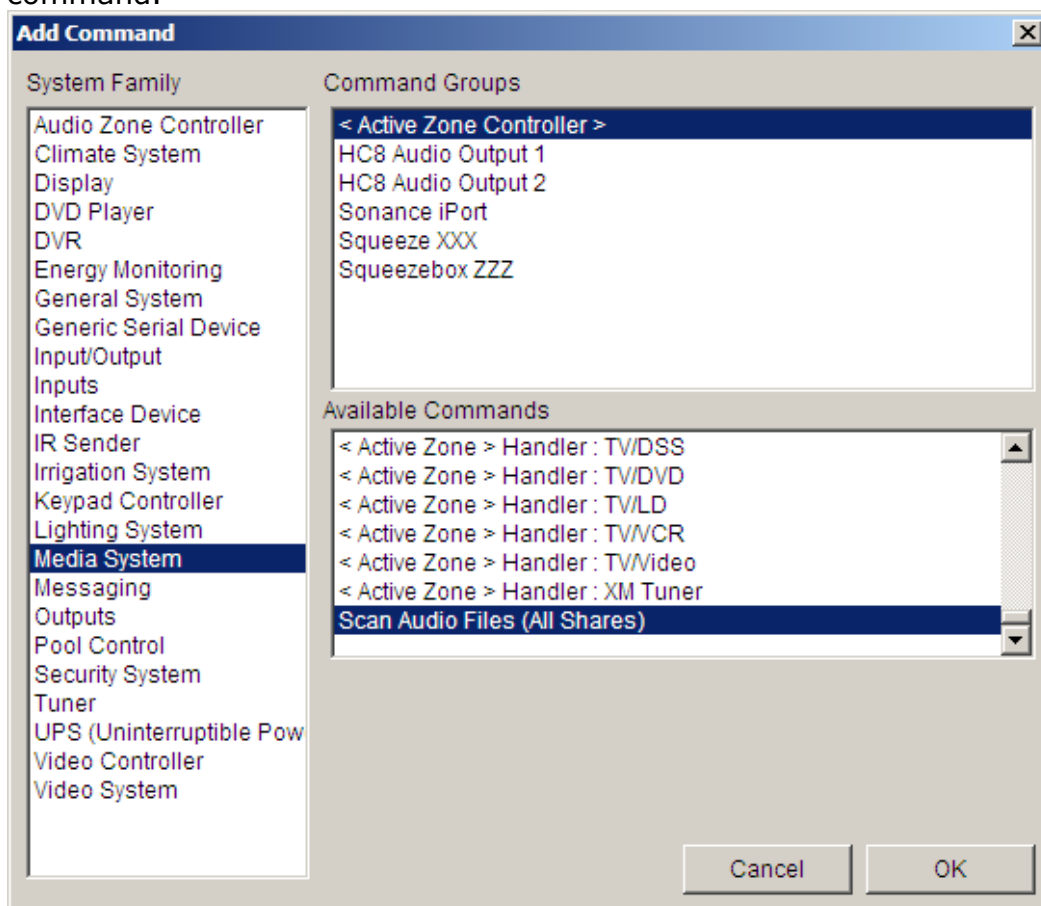 command.
Add Command
System Family
Audio Zone Controller
Climate System
Display
DVD Player
DVR
Energy Monitoring
General System
Generic Serial Device
Input/Output
Inputs
Interface Device
IR Sender
Irrigation System
Keypad Controller
Lighting System
Media System
Messaging
Outputs
Pool Control
Security System
Tuner
UPS (Uninterruptible Pow
Video Controller
Video System
Command Groups
< Active Zone Controller >
HC8 Audio Output 1
HC8 Audio Output 2
Sonance iPort
Squeeze XXX
Squeezebox ZZZ
Available Commands
< Active Zone > Handler : TV/DSS
< Active Zone > Handler : TV/DVD
< Active Zone > Handler : TV/LD
< Active Zone > Handler : TV/VCR
< Active Zone > Handler : TV/Video
< Active Zone > Handler : XM Tuner
Scan Audio Files (All Shares)
Cancel
OK